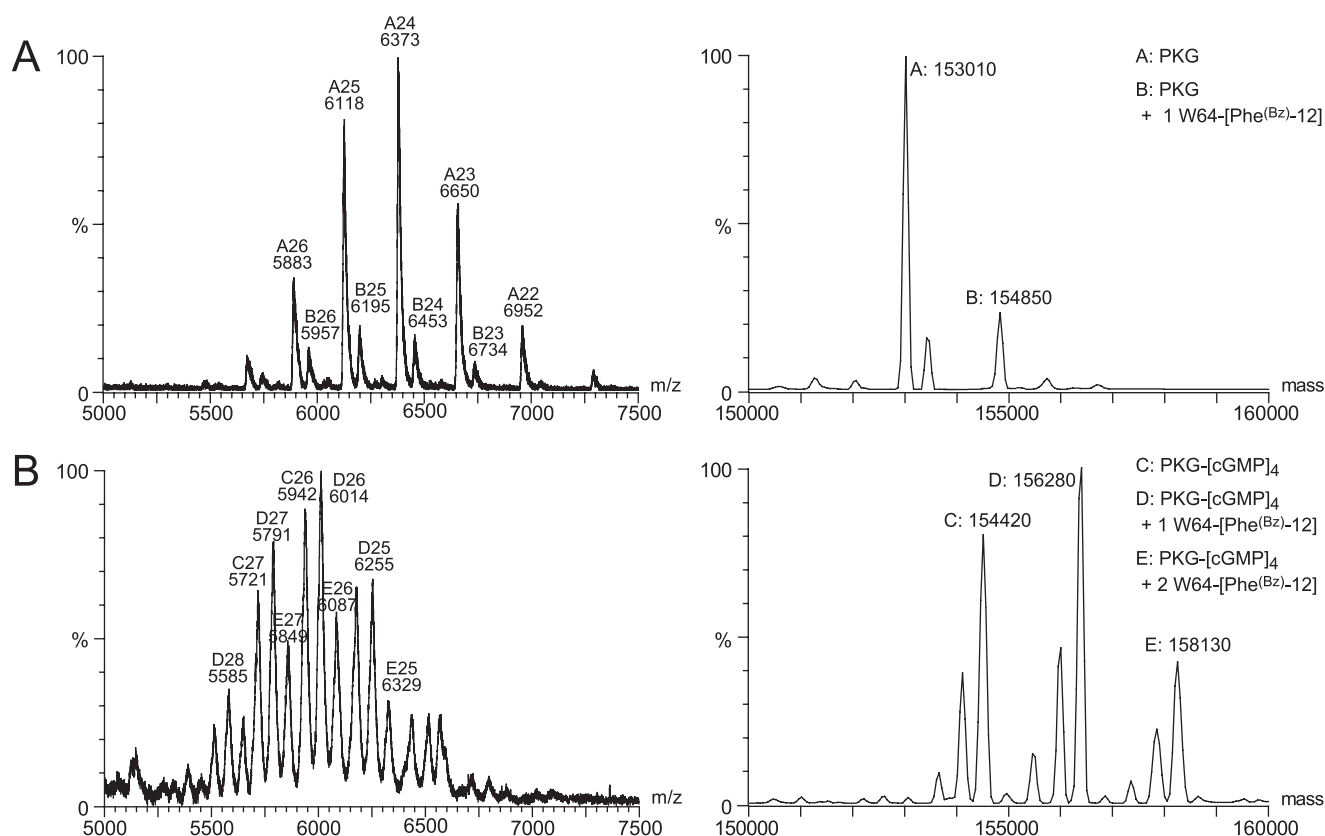 A
A24
6373
A25
6118
A23
6650
A26
5883
B26
5957
B25
6195
B24
6453
B23
6734
A22
6952
100
%
0
5000
5500
6000
6500
7000
7500
m/z
100
%
0
A: 153010
B: 154850
150000
155000
160000
mass
A: PKG
B: PKG
+ 1 W64-[Phe(Bz)-12]
B
C26
5942
D26
6014
D27
5791
C27
5721
E27
5849
E26
6087
D25
6255
D28
5585
E25
6329
100
%
0
5000
5500
6000
6500
7000
7500
m/z
100
%
0
D: 156280
C: 154420
E: 158130
150000
155000
160000
mass
C: PKG-[cGMP]4
D: PKG-[cGMP]4
+ 1 W64-[Phe(Bz)-12]
E: PKG-[cGMP]4
+ 2 W64-[Phe(Bz)-12]